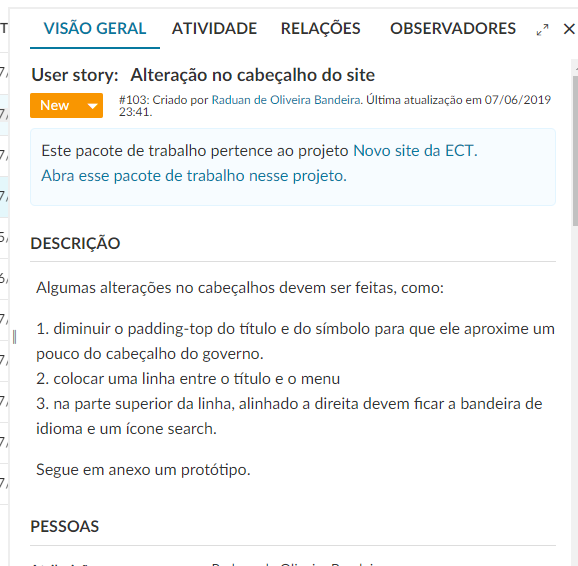 VISÃO GERAL ATIVIDADE RELAÇÕES OBSERVADORES
User story: Alteração no cabeçalho do site
New
#103: Criado por Raduan de Oliveira Bandeira. Última atualização em 07/06/2019
23:41.
Este pacote de trabalho pertence ao projeto Novo site da ECT.
Abra esse pacote de trabalho nesse projeto.
DESCRIÇÃO
Algumas alterações no cabeçalhos devem ser feitas, como:
1. diminuir o padding-top do título e do símbolo para que ele aproxime um
pouco do cabeçalho do governo.
2. colocar uma linha entre o título e o menu
3. na parte superior da linha, alinhado a direita devem ficar a bandeira de
idioma e um ícone search.
Segue em anexo um protótipo.
PESSOAS